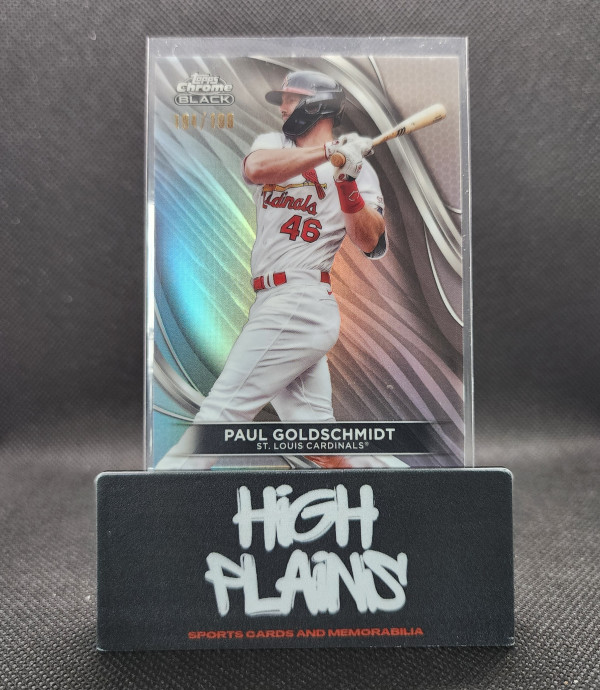 Topps
Chrome
BLACK
Cardinals
46
PAUL GOLDSCHMIDT
ST. LOUIS CARDINALS®
HiGH
PLAiNS
SPORTS CARDS AND MEMORABILIA